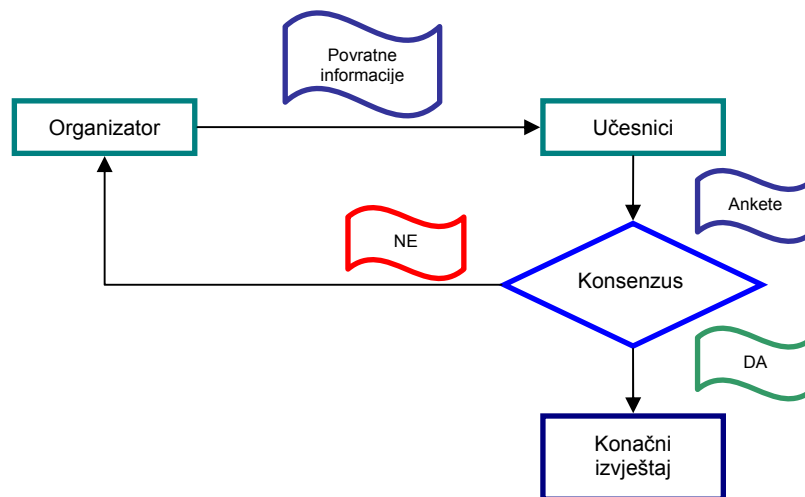 Povratne
informacije
Organizator
Učesnici
Ankete
NE
Konsenzus
DA
Konačni
izvještaj